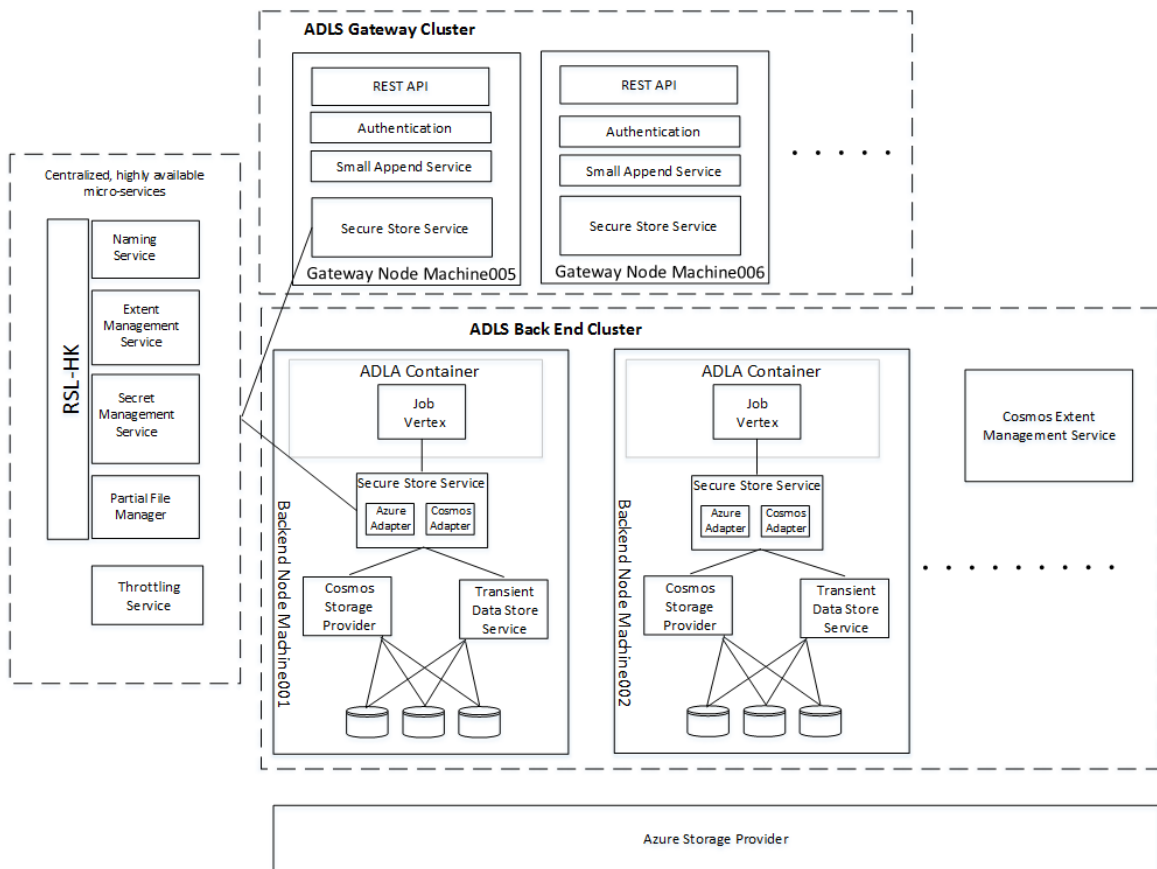 ADLS Gateway Cluster
REST API
Authentication
Small Append Service
Secure Store Service
Gateway Node Machine005
REST API
Authentication
Small Append Service
Secure Store Service
Gateway Node Machine006
Centralized, highly available
micro-services
RSL-HK
Naming
Service
Extent
Management
Service
Secret
Management
Service
Partial File
Manager
Throttling
Service
ADLS Back End Cluster
ADLA Container
Job
Vertex
Secure Store Service
Azure
Adapter
Cosmos
Adapter
Cosmos
Storage
Provider
Transient
Data Store
Service
Backend Node Machine001
ADLA Container
Job
Vertex
Secure Store Service
Azure
Adapter
Cosmos
Adapter
Cosmos
Storage
Provider
Transient
Data Store
Service
Backend Node Machine002
Cosmos Extent
Management Service
Azure Storage Provider